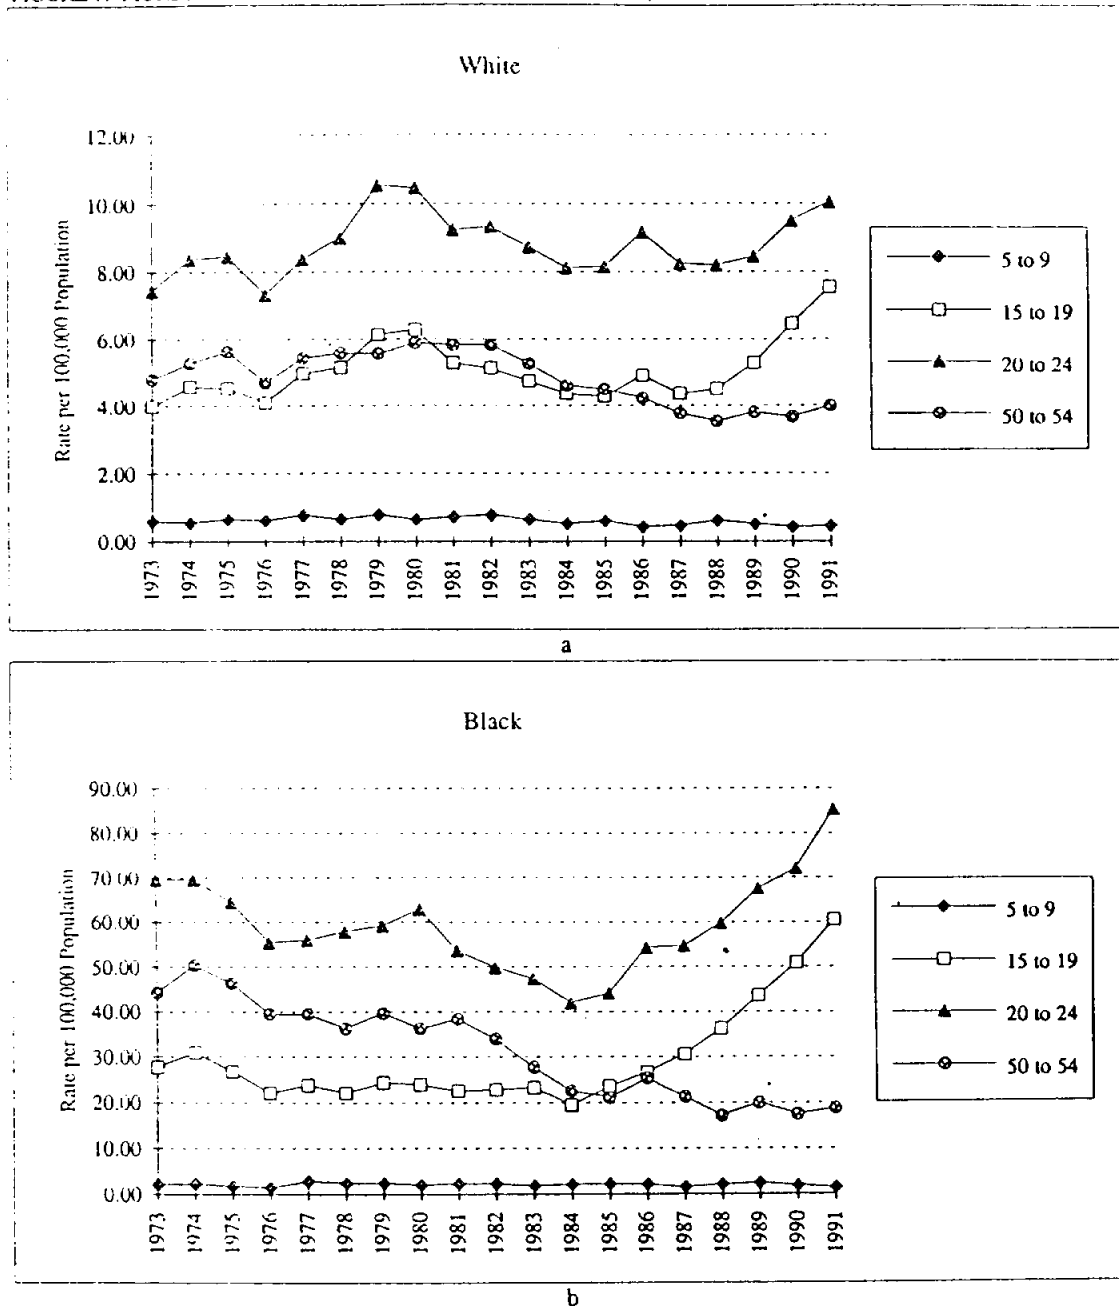 White
Rate per 100,000 Population
12.00
10.00
8.00
6.00
4.00
2.00
0.00
1973 1974 1975 1976 1977 1978 1979 1980 1981 1982 1983 1984 1985 1986 1987 1988 1989 1990 1991
5 to 9
15 to 19
20 to 24
50 to 54
a
Black
Rate per 100,000 Population
90.00
80.00
70.00
60.00
50.00
40.00
30.00
20.00
10.00
0.00
1973 1974 1975 1976 1977 1978 1979 1980 1981 1982 1983 1984 1985 1986 1987 1988 1989 1990 1991
5 to 9
15 to 19
20 to 24
50 to 54
b